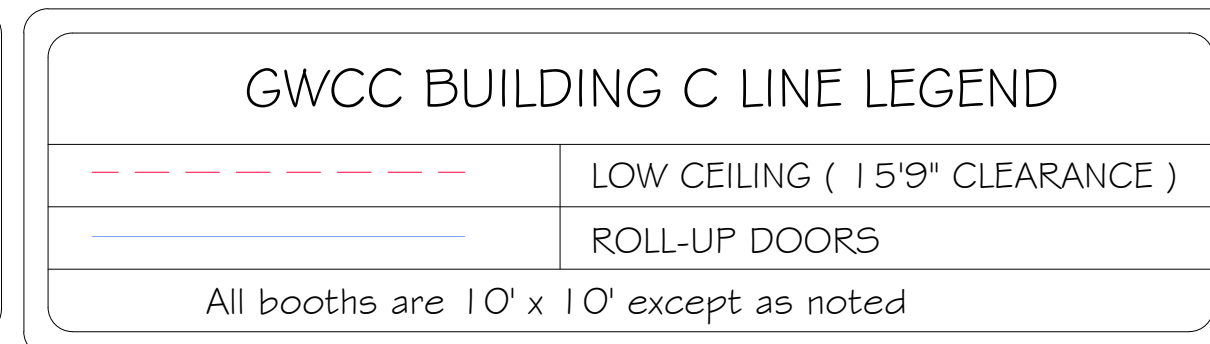 GWCC BUILDING C LINE LEGEND
LOW CEILING ( 15'9" CLEARANCE )
ROLL-UP DOORS
All booths are 10' x 10' except as noted